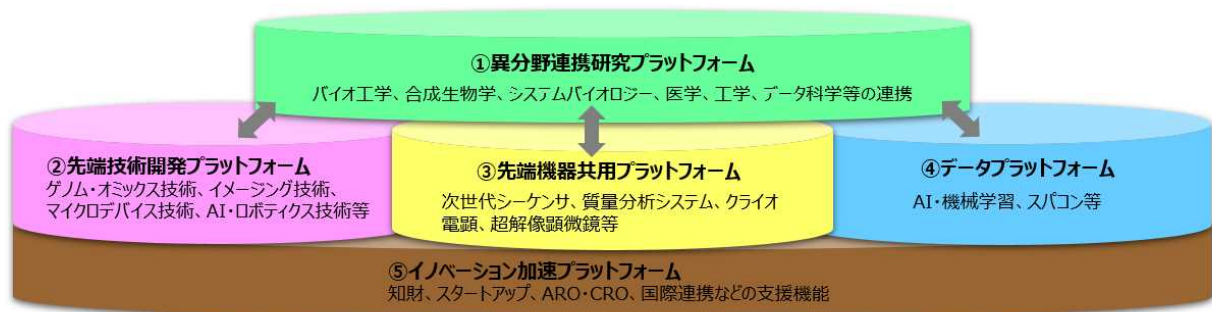 ①異分野連携研究プラットフォーム
バイオ工学、合成生物学、システムバイオロジー、医学、工学、データ科学等の連携
②先端技術開発プラットフォーム
ゲノム・オミックス技術、イメージング技術、
マイクロデバイス技術、AI・ロボティクス技術等
③先端機器共用プラットフォーム
次世代シーケンサ、質量分析システム、クライオ
電顕、超解像顕微鏡等
④データプラットフォーム
AI・機械学習、スパコン等
⑤イノベーション加速プラットフォーム
知財、スタートアップ、ARO・CRO、国際連携などの支援機能